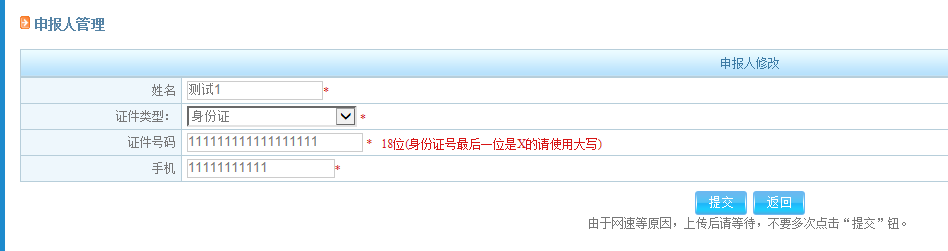 申报人管理
申报人修改
姓名 测试1*
证件类型： 身份证 *
证件号码 111111111111111111 * 18位(身份证号最后一位是X的请使用大写)
手机 11111111111*
提交 返回
由于网速等原因，上传后请等待，不要多次点击“提交”钮。